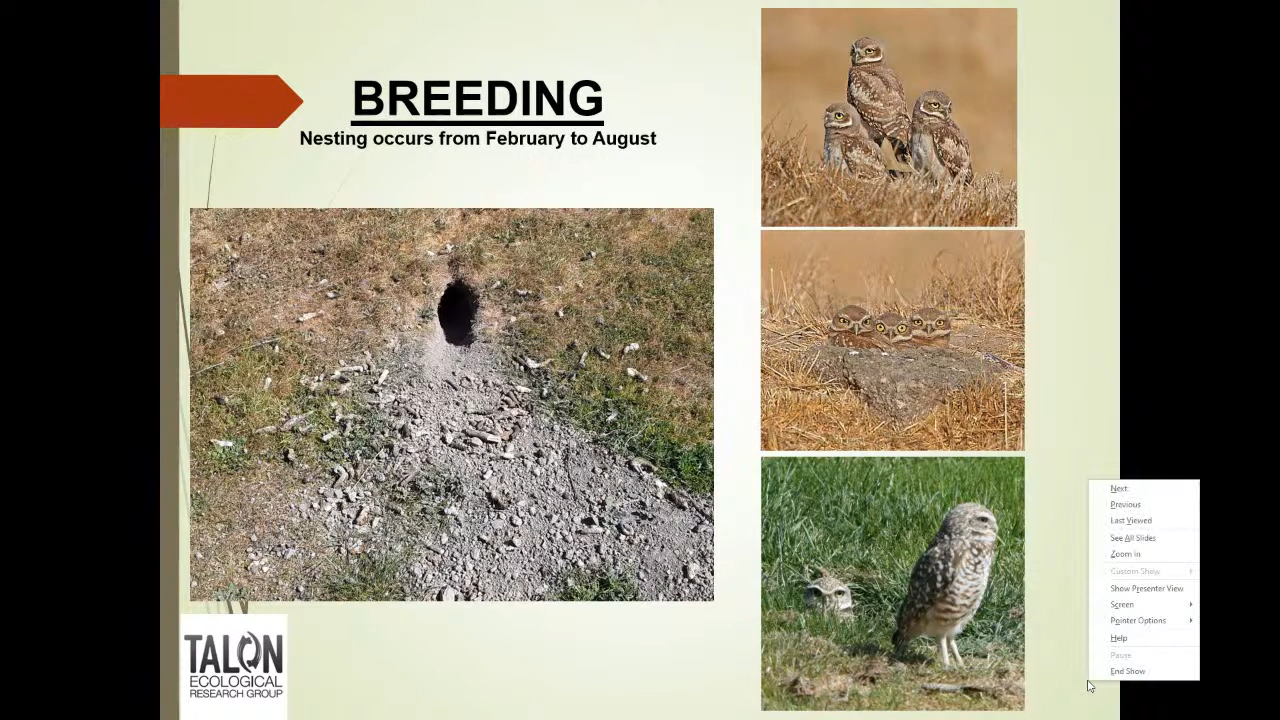 BREEDING
Nesting occurs from February to August
TALON
ECOLOGICAL
RESEARCH GROUP
Next
Previous
Last Viewed
See All Slides
Zoom in
Custom Show
Show Presenter View
Screen
Pointer Options
Help
Pause
End Show